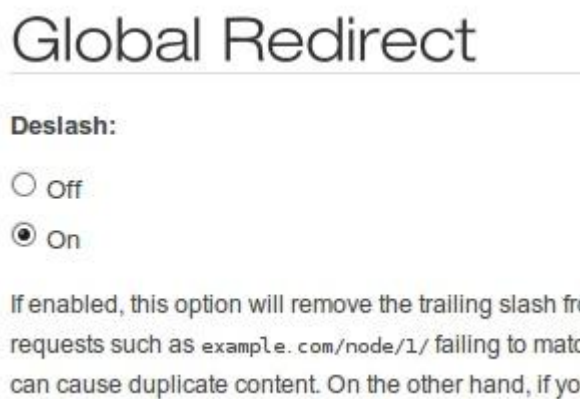 Global Redirect
Deslash:
Off
On
If enabled, this option will remove the trailing slash
requests such as example.com/node/1/ failing to
can cause duplicate content. On the other hand, if